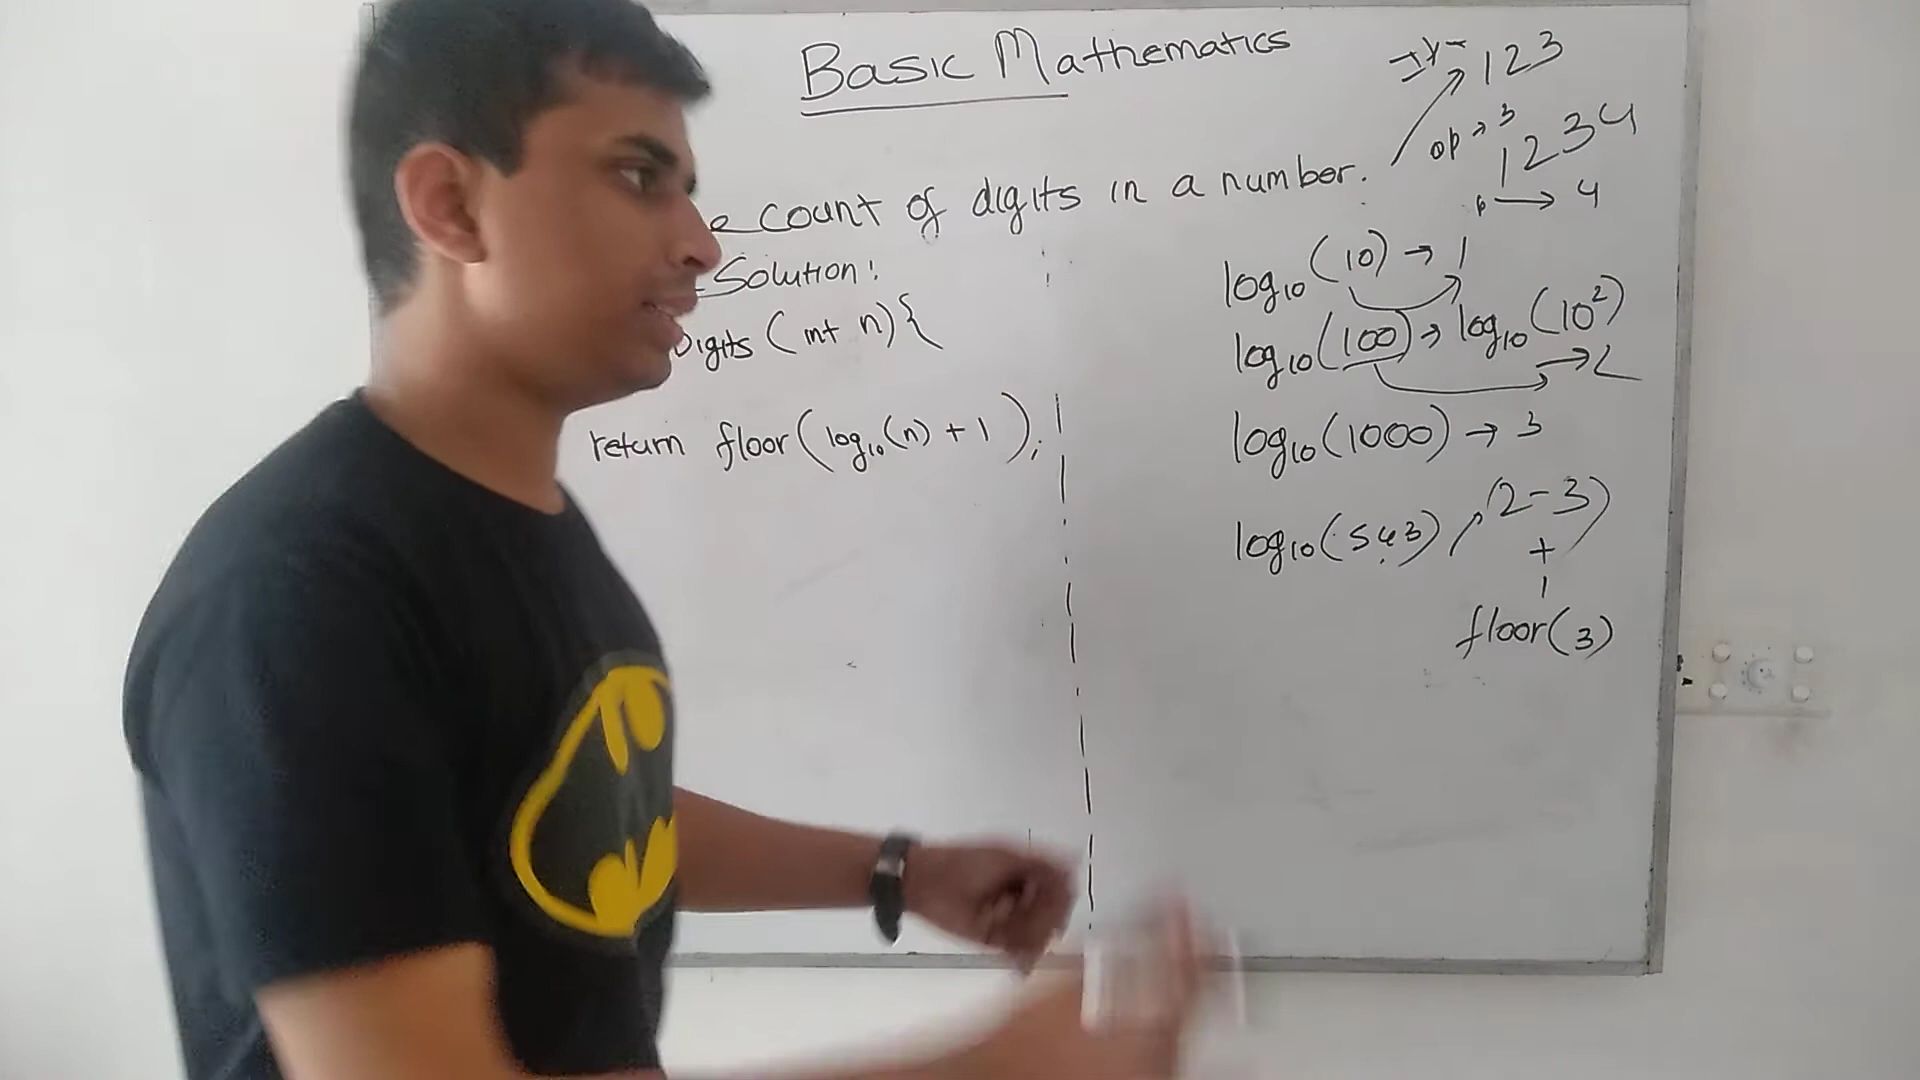 Basic Mathematics
123
op → 3
1234
→ 4
e count of digits in a number.
Solution:
Digits (int n) {
return floor(log₁₀(n) + 1);
log₁₀(10) → 1
log₁₀(100) → log₁₀(10²)
→ 2
log₁₀(1000) → 3
log₁₀(543) (2-3)
+
1
floor(3)